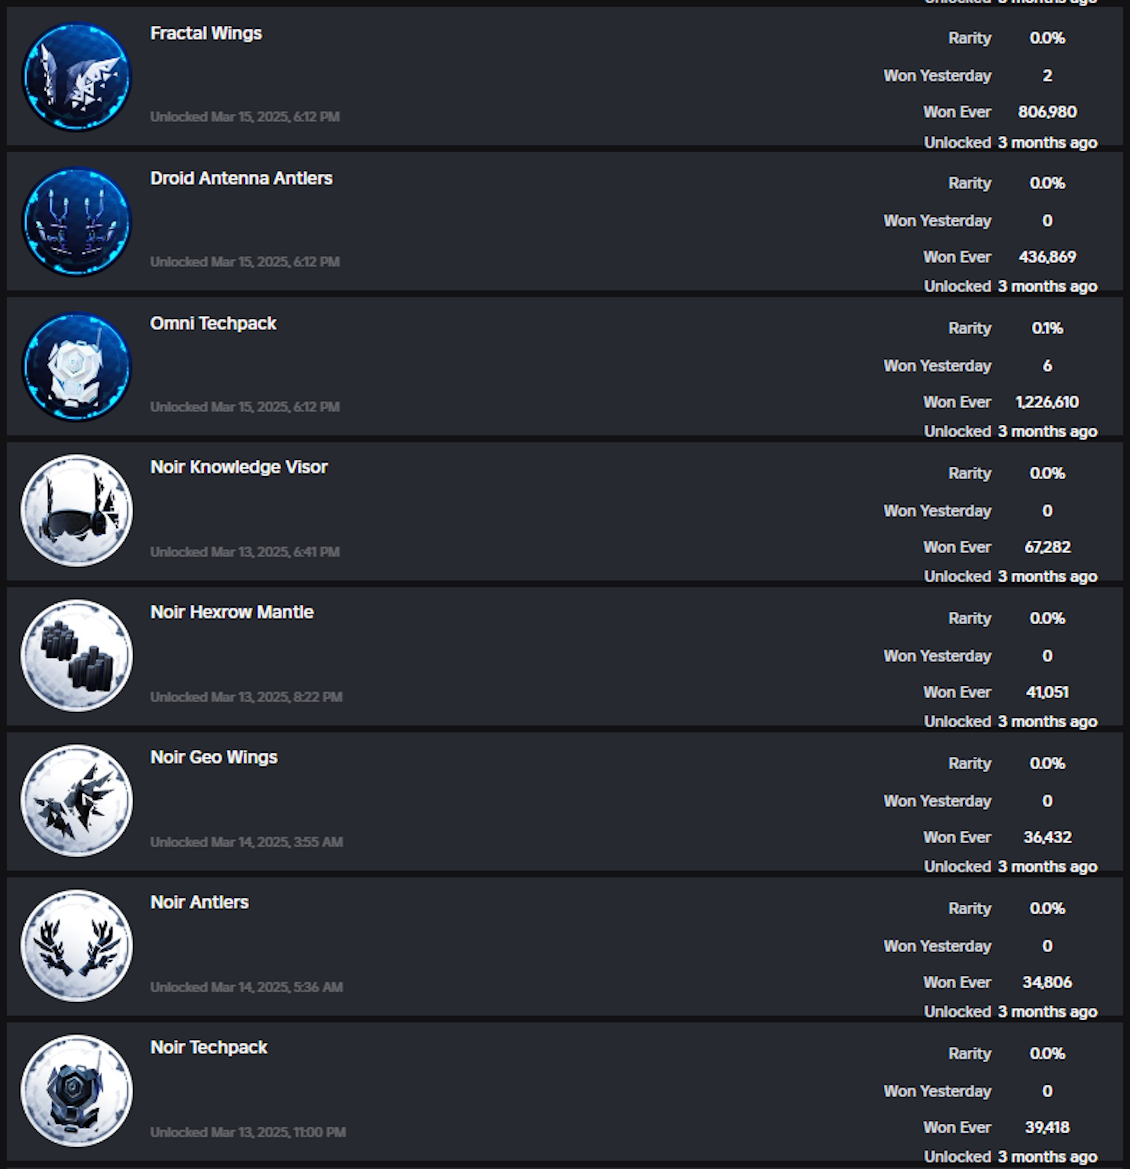 Unlocked 3 months ago
Fractal Wings
Rarity 0.0%
Won Yesterday 2
Won Ever 806,980
Unlocked Mar 15, 2025, 6:12 PM
Unlocked 3 months ago
Droid Antenna Antlers
Rarity 0.0%
Won Yesterday 0
Won Ever 436,869
Unlocked Mar 15, 2025, 6:12 PM
Unlocked 3 months ago
Omni Techpack
Rarity 0.1%
Won Yesterday 6
Won Ever 1,226,610
Unlocked Mar 15, 2025, 6:12 PM
Unlocked 3 months ago
Noir Knowledge Visor
Rarity 0.0%
Won Yesterday 0
Won Ever 67,282
Unlocked Mar 13, 2025, 6:41 PM
Unlocked 3 months ago
Noir Hexrow Mantle
Rarity 0.0%
Won Yesterday 0
Won Ever 41,051
Unlocked Mar 13, 2025, 8:22 PM
Unlocked 3 months ago
Noir Geo Wings
Rarity 0.0%
Won Yesterday 0
Won Ever 36,432
Unlocked Mar 14, 2025, 3:55 AM
Unlocked 3 months ago
Noir Antlers
Rarity 0.0%
Won Yesterday 0
Won Ever 34,806
Unlocked Mar 14, 2025, 5:36 AM
Unlocked 3 months ago
Noir Techpack
Rarity 0.0%
Won Yesterday 0
Won Ever 39,418
Unlocked Mar 13, 2025, 11:00 PM
Unlocked 3 months ago